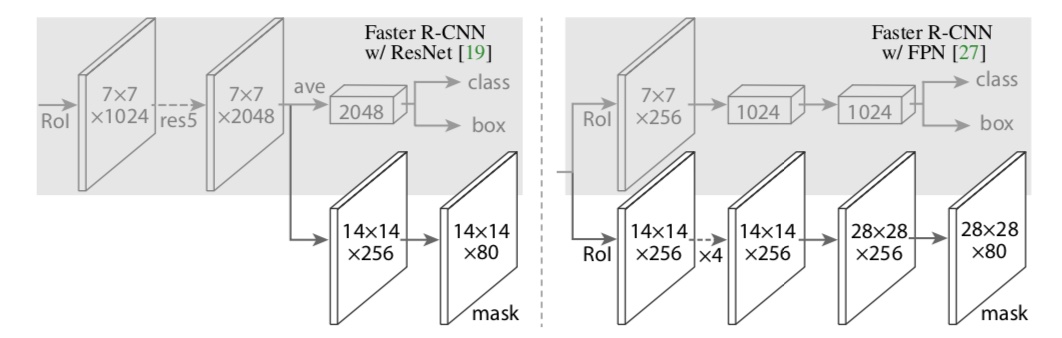 Faster R-CNN
w/ ResNet [19]
RoI
7×7
×1024
res5
7×7
×2048
ave
2048
class
box
14×14
×256
14×14
×80
mask
Faster R-CNN
w/ FPN [27]
RoI
7×7
×256
1024
1024
class
box
RoI
14×14
×256
×4
14×14
×256
28×28
×256
28×28
×80
mask